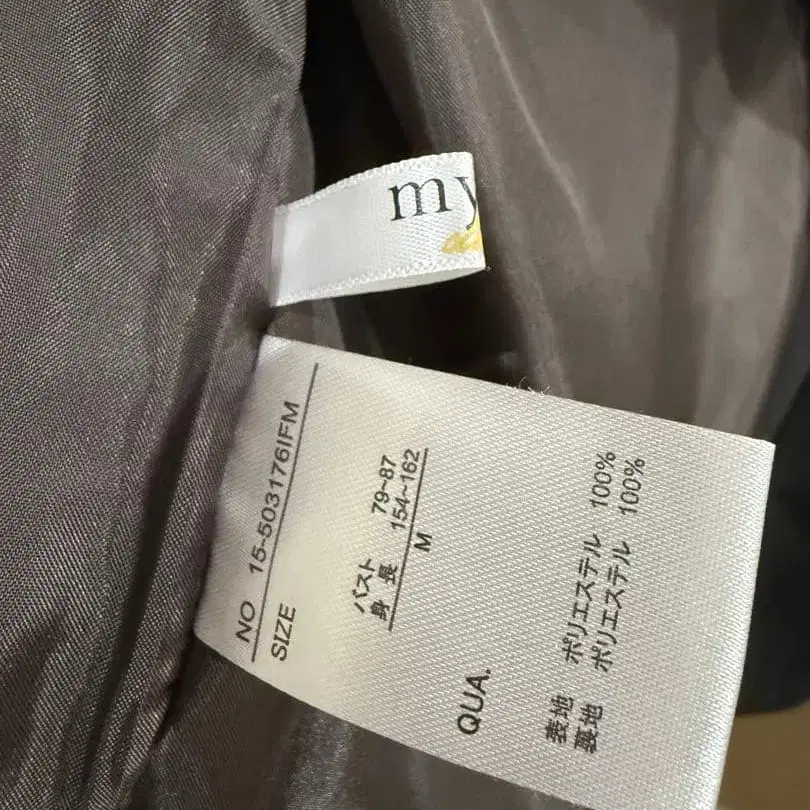 my
NO 15-503176IFM
SIZE
バスト 79~87
身長 154~162
M
QUA.
表地 ポリエステル 100%
裏地 ポリエステル 100%